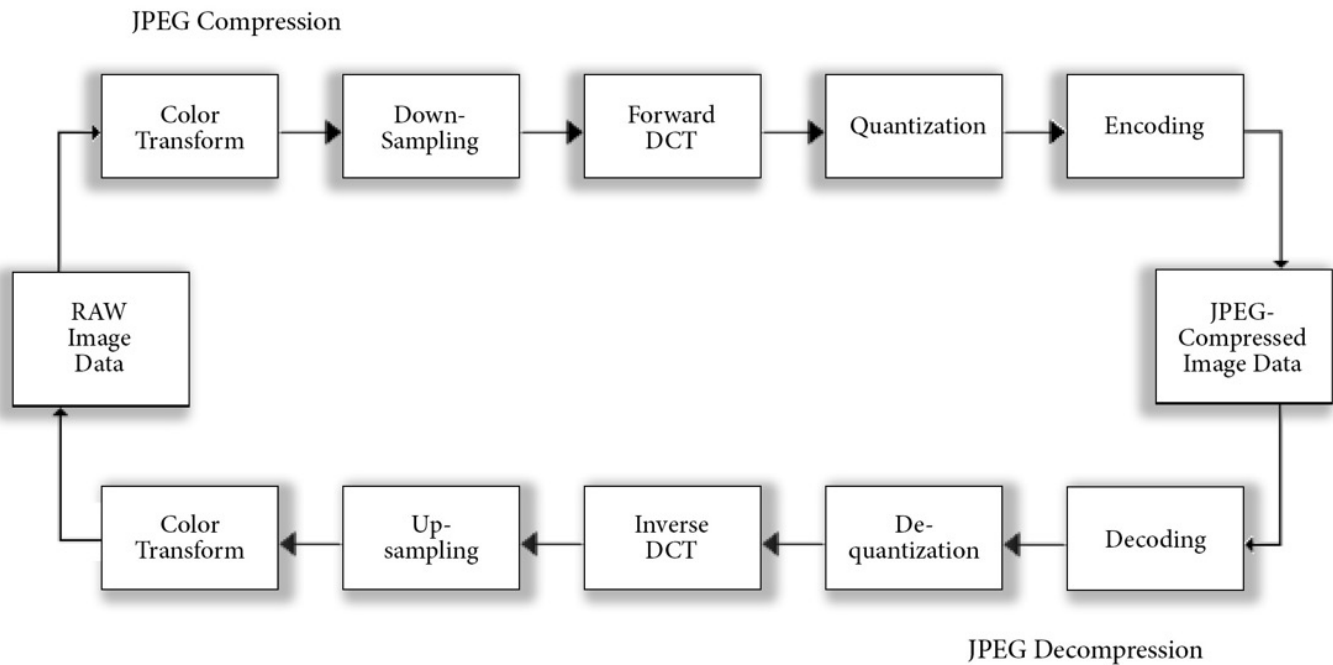 JPEG Compression
Color
Transform
Down-
Sampling
Forward
DCT
Quantization
Encoding
RAW
Image
Data
JPEG-
Compressed
Image Data
Color
Transform
Up-
sampling
Inverse
DCT
De-
quantization
Decoding
JPEG Decompression